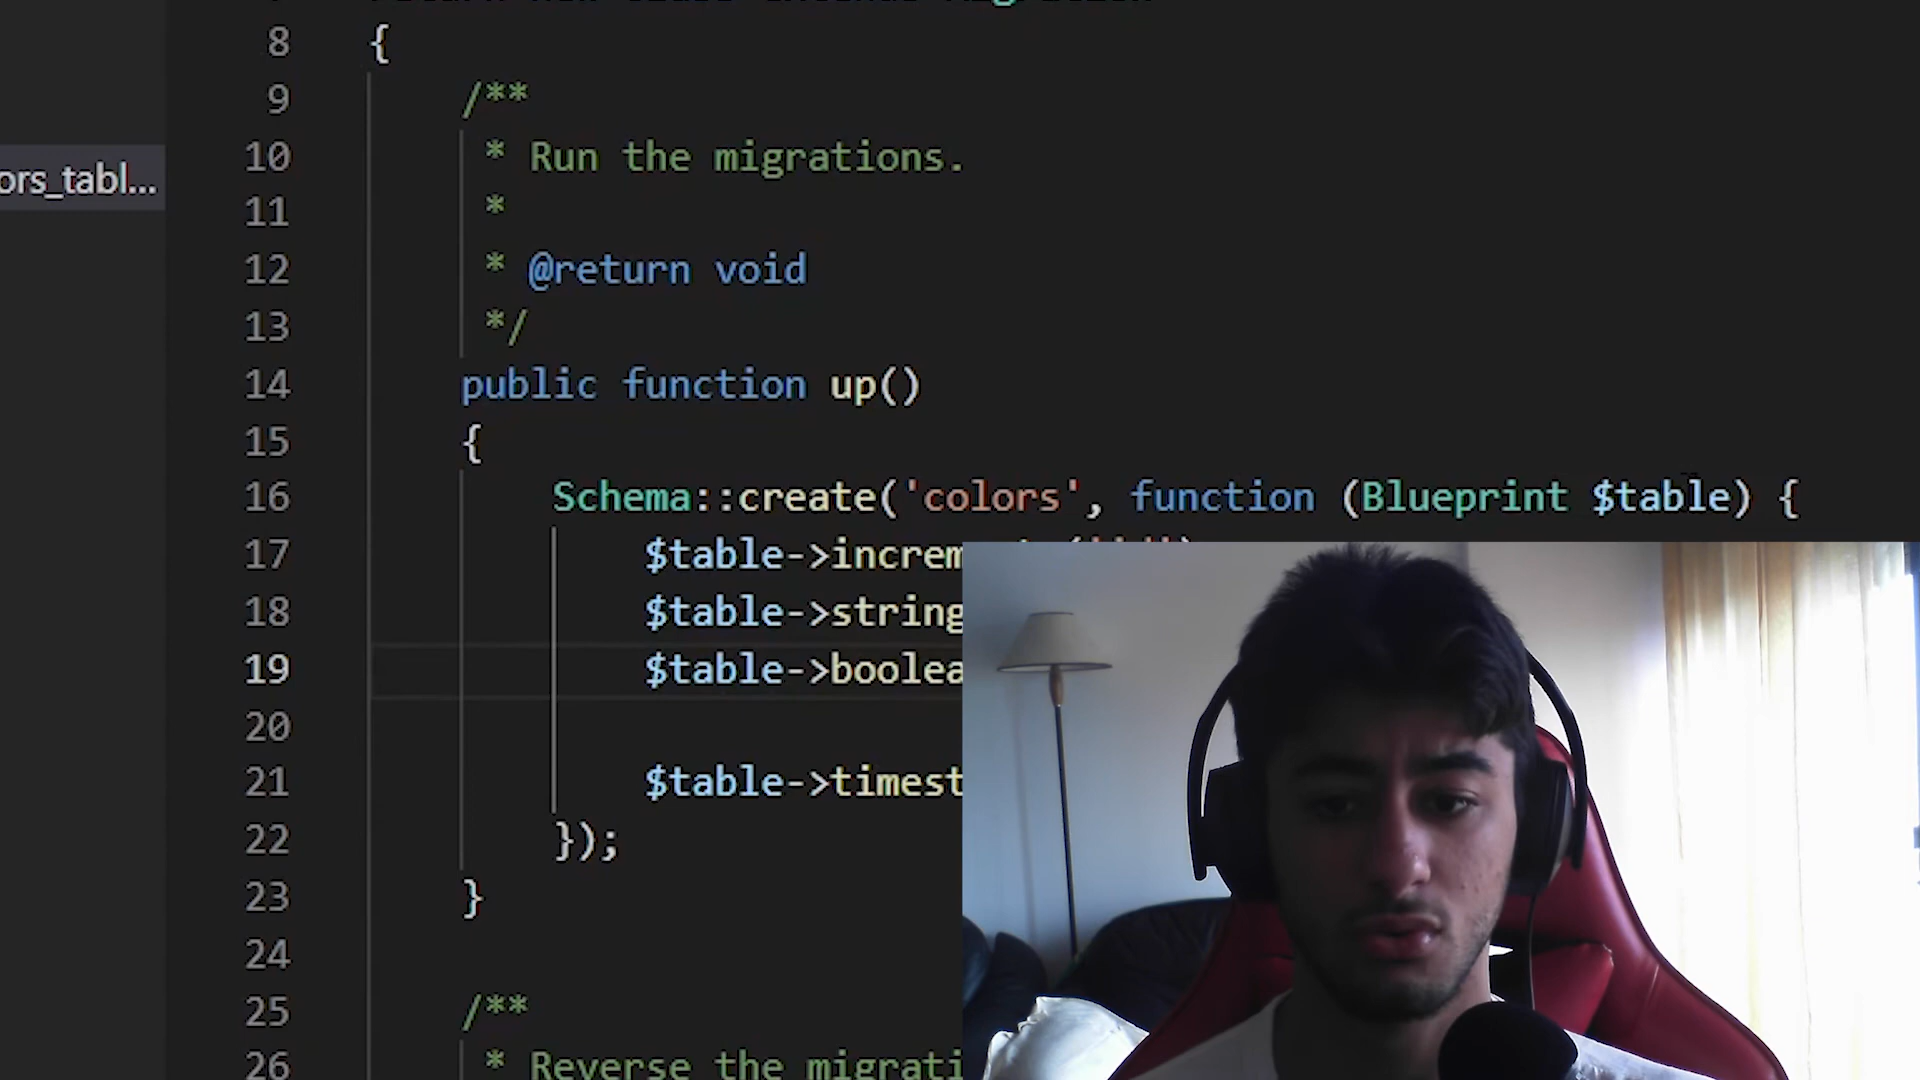 8 {
9 /**
ors_tabl...
10 * Run the migrations.
11 *
12 * @return void
13 */
14 public function up()
15 {
16 Schema::create('colors', function (Blueprint $table) {
17 $table->increm
18 $table->string
19 $table->boolea
20
21 $table->timest
22 });
23 }
24
25 /**
26 * Reverse the migrati